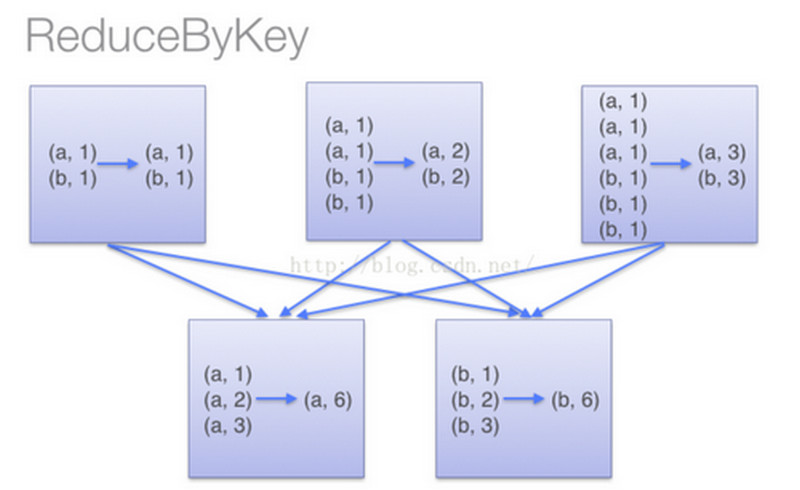 ReduceByKey
(a, 1)
(b, 1)
(a, 1)
(b, 1)
(a, 1)
(a, 1)
(b, 1)
(b, 1)
(a, 2)
(b, 2)
(a, 1)
(a, 1)
(a, 1)
(b, 1)
(b, 1)
(b, 1)
(a, 3)
(b, 3)
http://blog.csdn.net/
(a, 1)
(a, 2)
(a, 3)
(a, 6)
(b, 1)
(b, 2)
(b, 3)
(b, 6)